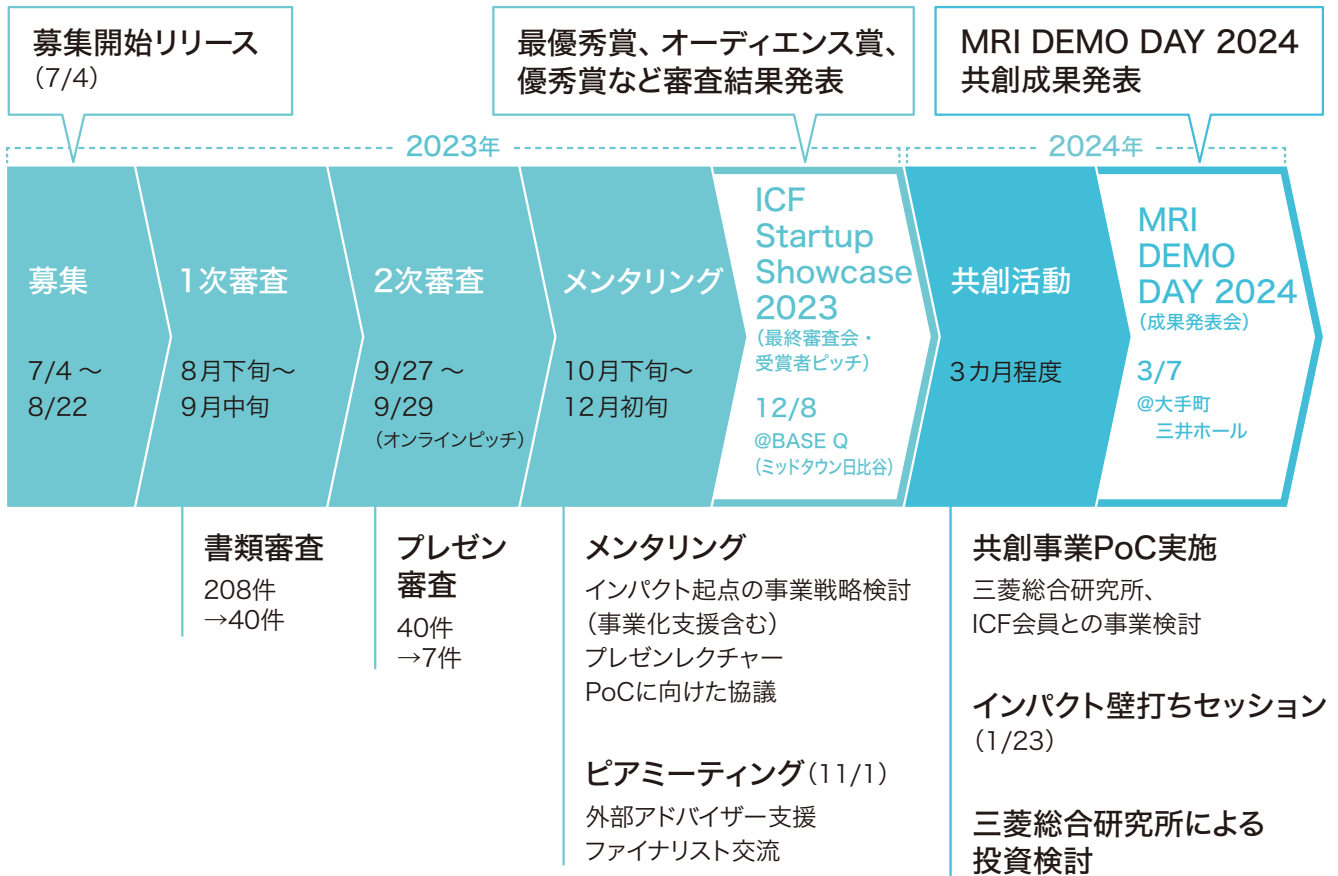 募集開始リリース
(7/4)
最優秀賞、オーディエンス賞、
優秀賞など審査結果発表
MRI DEMO DAY 2024
共創成果発表
2023年
2024年
募集
7/4 ～
8/22
1次審査
8月下旬～
9月中旬
2次審査
9/27 ～
9/29
(オンラインピッチ)
メンタリング
10月下旬～
12月初旬
ICF
Startup
Showcase
2023
(最終審査会・
受賞者ピッチ)
12/8
@BASE Q
(ミッドタウン日比谷)
共創活動
3カ月程度
MRI
DEMO
DAY 2024
(成果発表会)
3/7
@大手町
三井ホール
書類審査
208件
→40件
プレゼン
審査
40件
→7件
メンタリング
インパクト起点の事業戦略検討
(事業化支援含む)
プレゼンレクチャー
PoCに向けた協議
ピアミーティング(11/1)
外部アドバイザー支援
ファイナリスト交流
共創事業PoC実施
三菱総合研究所、
ICF会員との事業検討
インパクト壁打ちセッション
(1/23)
三菱総合研究所による
投資検討